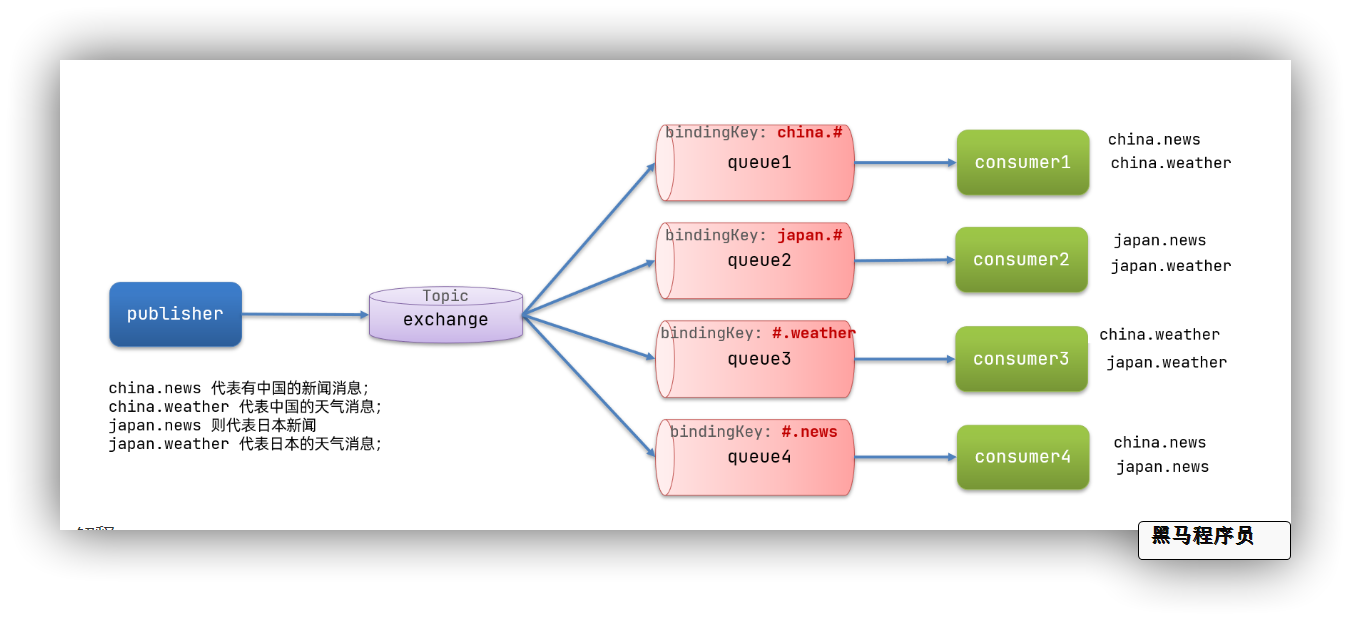 bindingKey: china.#
queue1
consumer1
china.news
china.weather
bindingKey: japan.#
queue2
consumer2
japan.news
japan.weather
publisher
Topic
exchange
bindingKey: #.weather
queue3
consumer3
china.weather
japan.weather
china.news 代表有中国的新闻消息;
china.weather 代表中国的天气消息;
japan.news 则代表日本新闻
japan.weather 代表日本的天气消息;
bindingKey: #.news
queue4
consumer4
china.news
japan.news
黑马程序员